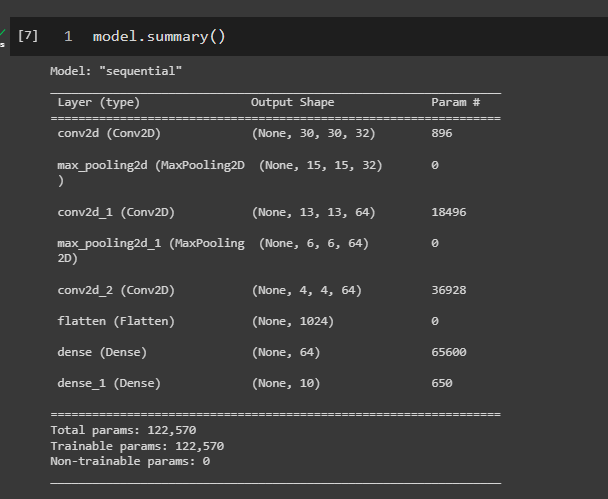 [7] 1 model.summary()
s
Model: "sequential"
_________________________________________________________________
Layer (type) Output Shape Param #
=================================================================
conv2d (Conv2D) (None, 30, 30, 32) 896
max_pooling2d (MaxPooling2D (None, 15, 15, 32) 0
)
conv2d_1 (Conv2D) (None, 13, 13, 64) 18496
max_pooling2d_1 (MaxPooling (None, 6, 6, 64) 0
2D)
conv2d_2 (Conv2D) (None, 4, 4, 64) 36928
flatten (Flatten) (None, 1024) 0
dense (Dense) (None, 64) 65600
dense_1 (Dense) (None, 10) 650
=================================================================
Total params: 122,570
Trainable params: 122,570
Non-trainable params: 0
_________________________________________________________________